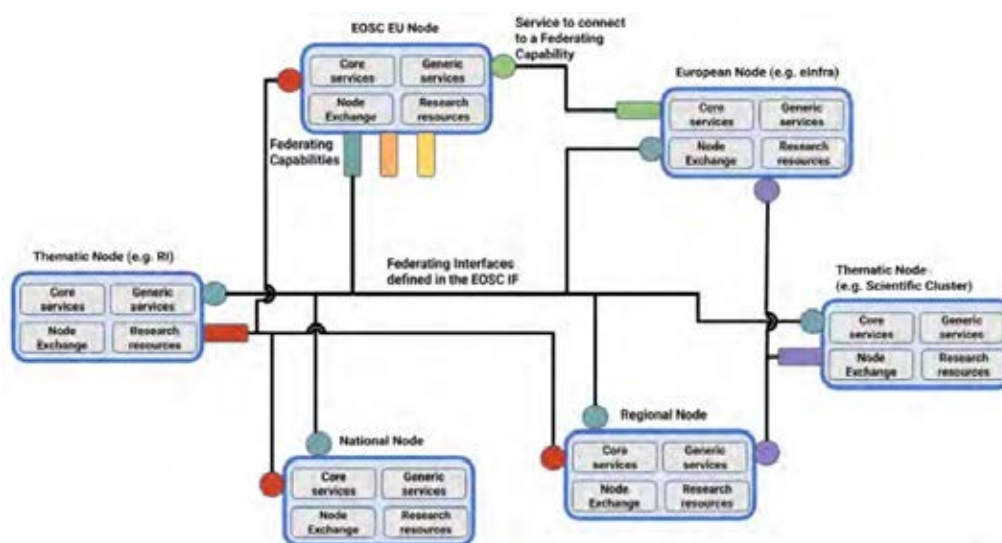 EOSC EU Node
Core
services
Generic
services
Node
Exchange
Research
resources
Service to connect
to a Federating
Capability
European Node (e.g. eInfra)
Core
services
Generic
services
Node
Exchange
Research
resources
Federating
Capabilities
Thematic Node (e.g. RI)
Core
services
Generic
services
Node
Exchange
Research
resources
Federating Interfaces
defined in the EOSC IF
Thematic Node
(e.g. Scientific Cluster)
Core
services
Generic
services
Node
Exchange
Research
resources
National Node
Core
services
Generic
services
Node
Exchange
Research
resources
Regional Node
Core
services
Generic
services
Node
Exchange
Research
resources